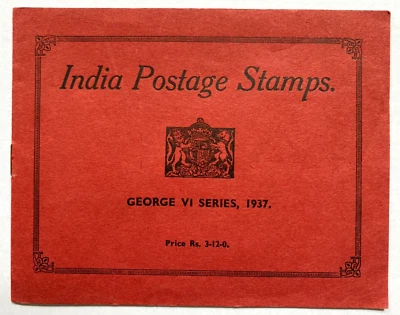 India Postage Stamps.
GEORGE VI SERIES, 1937.
Price Rs. 3-12-0.